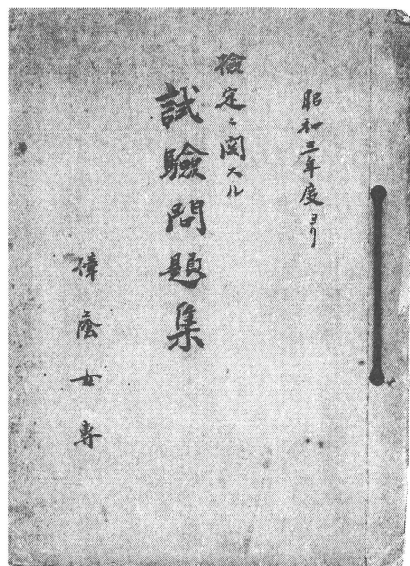 昭和三年度ヨリ
検定ニ関スル
試験問題集
樟蔭女専